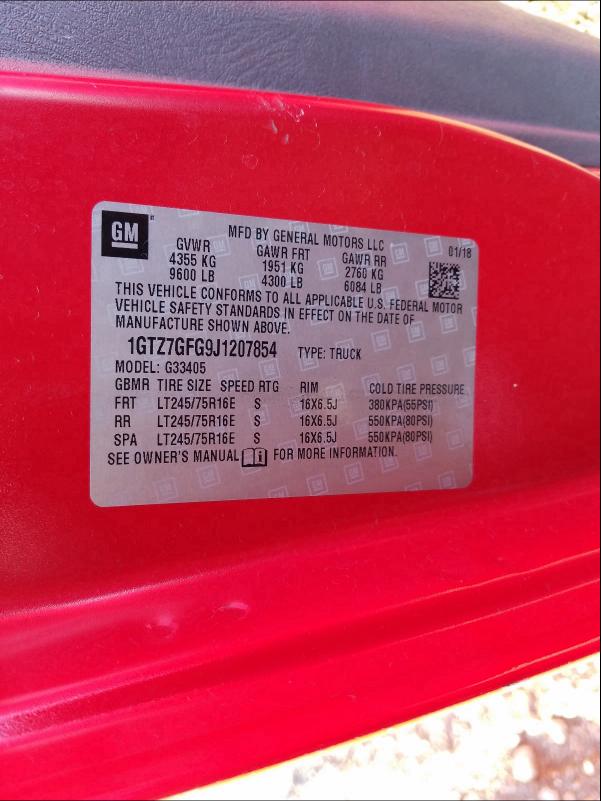 GM
MFD BY GENERAL MOTORS LLC
01/18
GVWR GAWR FRT GAWR RR
4355 KG 1951 KG 2760 KG
9600 LB 4300 LB 6084 LB
THIS VEHICLE CONFORMS TO ALL APPLICABLE U.S. FEDERAL MOTOR
VEHICLE SAFETY STANDARDS IN EFFECT ON THE DATE OF
MANUFACTURE SHOWN ABOVE.
1GTZ7GFG9J1207854 TYPE: TRUCK
MODEL: G33405
GBMR TIRE SIZE SPEED RTG RIM COLD TIRE PRESSURE
FRT LT245/75R16E S 16X6.5J 380KPA(55PSI)
RR LT245/75R16E S 16X6.5J 550KPA(80PSI)
SPA LT245/75R16E S 16X6.5J 550KPA(80PSI)
SEE OWNER'S MANUAL FOR MORE INFORMATION.